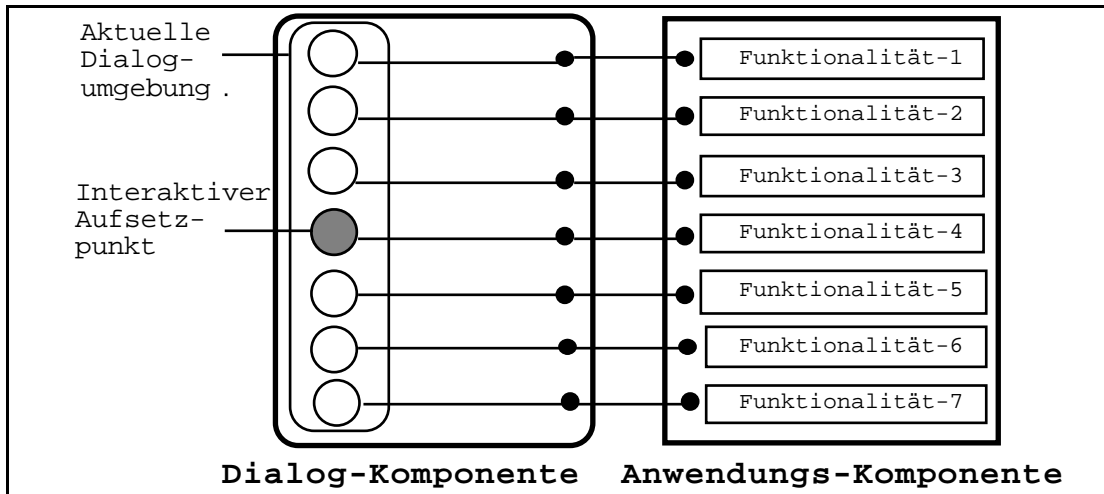 Aktuelle
Dialog-
umgebung .
Interaktiver
Aufsetz-
punkt
Funktionalität-1
Funktionalität-2
Funktionalität-3
Funktionalität-4
Funktionalität-5
Funktionalität-6
Funktionalität-7
Dialog-Komponente
Anwendungs-Komponente